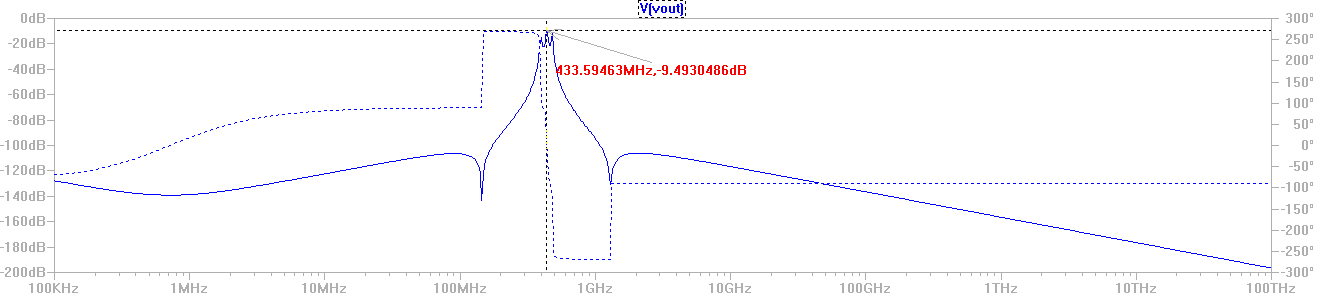 V(vout)
0dB
-20dB
-40dB
-60dB
-80dB
-100dB
-120dB
-140dB
-160dB
-180dB
-200dB
433.59463MHz,-9.4930486dB
300°
250°
200°
150°
100°
50°
0°
-50°
-100°
-150°
-200°
-250°
-300°
100KHz 1MHz 10MHz 100MHz 1GHz 10GHz 100GHz 1THz 10THz 100THz